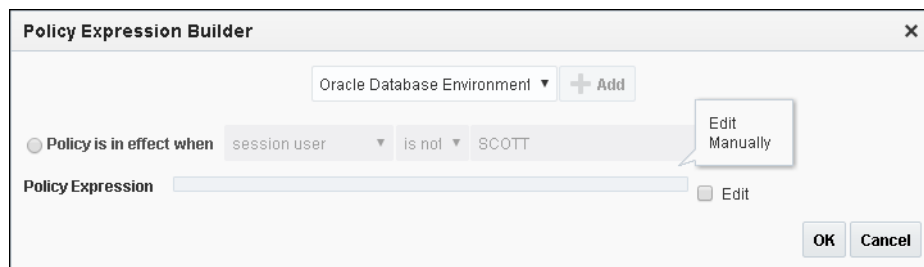 Policy Expression Builder
Oracle Database Environment
Add
Policy is in effect when session user is not SCOTT
Edit
Manually
Policy Expression
Edit
OK Cancel